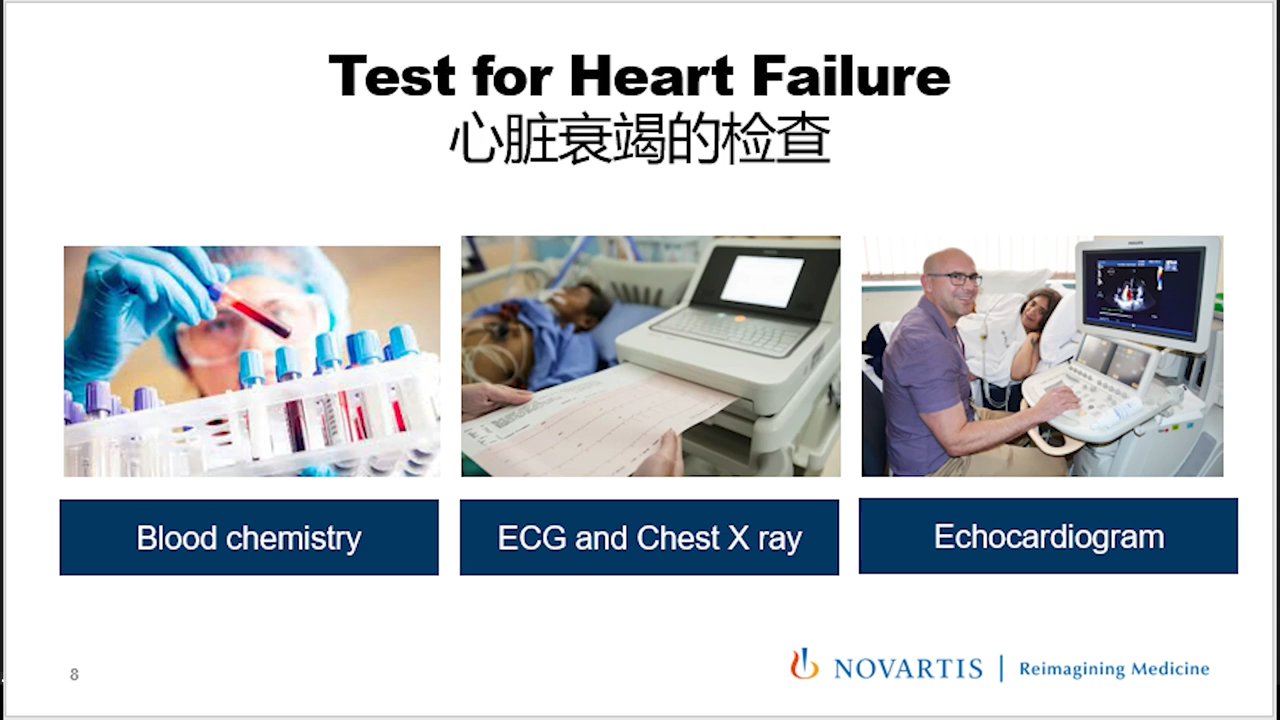 Test for Heart Failure
心脏衰竭的检查
Blood chemistry
ECG and Chest X ray
Echocardiogram
8
NOVARTIS | Reimagining Medicine